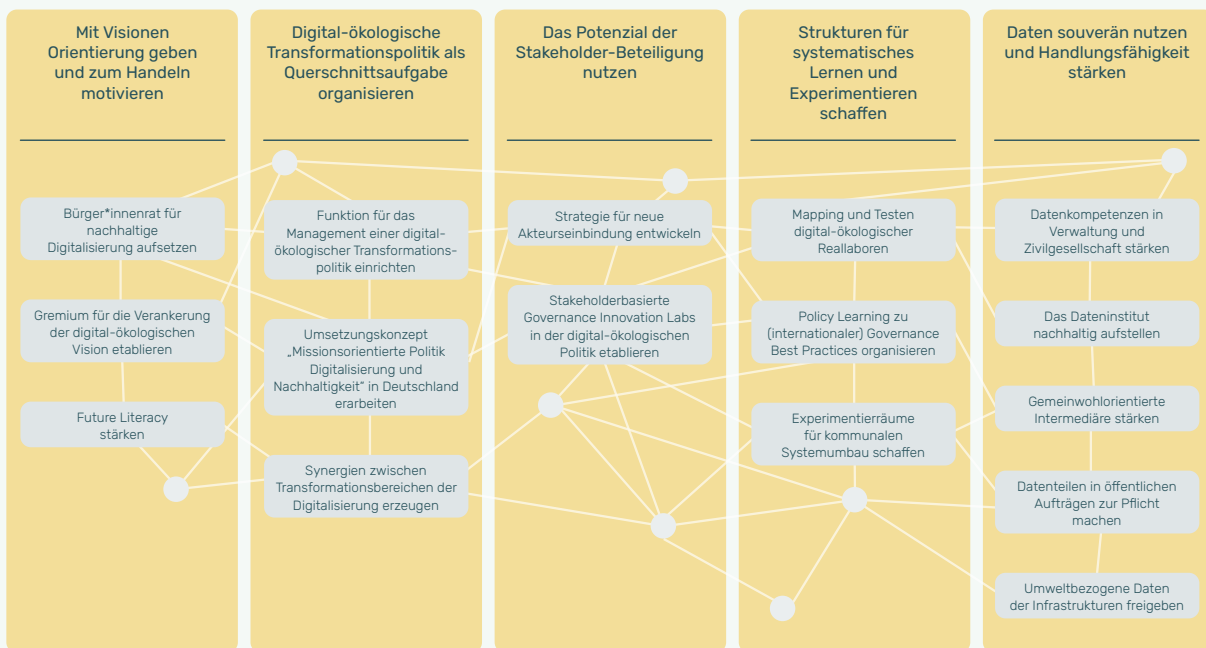 Mit Visionen
Orientierung geben
und zum Handeln
motivieren
Bürger*innenrat für
nachhaltige
Digitalisierung aufsetzen
Gremium für die Verankerung
der digital-ökologischen
Vision etablieren
Future Literacy
stärken
Digital-ökologische
Transformationspolitik als
Querschnittsaufgabe
organisieren
Funktion für das
Management einer digital-
ökologischer Transformations-
politik einrichten
Umsetzungskonzept
„Missionsorientierte Politik
Digitalisierung und
Nachhaltigkeit“ in Deutschland
erarbeiten
Synergien zwischen
Transformationsbereichen der
Digitalisierung erzeugen
Das Potenzial der
Stakeholder-Beteiligung
nutzen
Strategie für neue
Akteurseinbindung entwickeln
Stakeholderbasierte
Governance Innovation Labs
in der digital-ökologischen
Politik etablieren
Strukturen für
systematisches
Lernen und
Experimentieren
schaffen
Mapping und Testen
digital-ökologischer
Reallaboren
Policy Learning zu
(internationaler) Governance
Best Practices organisieren
Experimentierräume
für kommunalen
Systemumbau schaffen
Daten souverän nutzen
und Handlungsfähigkeit
stärken
Datenkompetenzen in
Verwaltung und
Zivilgesellschaft stärken
Das Dateninstitut
nachhaltig aufstellen
Gemeinwohlorientierte
Intermediäre stärken
Datenteilen in öffentlichen
Aufträgen zur Pflicht
machen
Umweltbezogene Daten
der Infrastrukturen freigeben